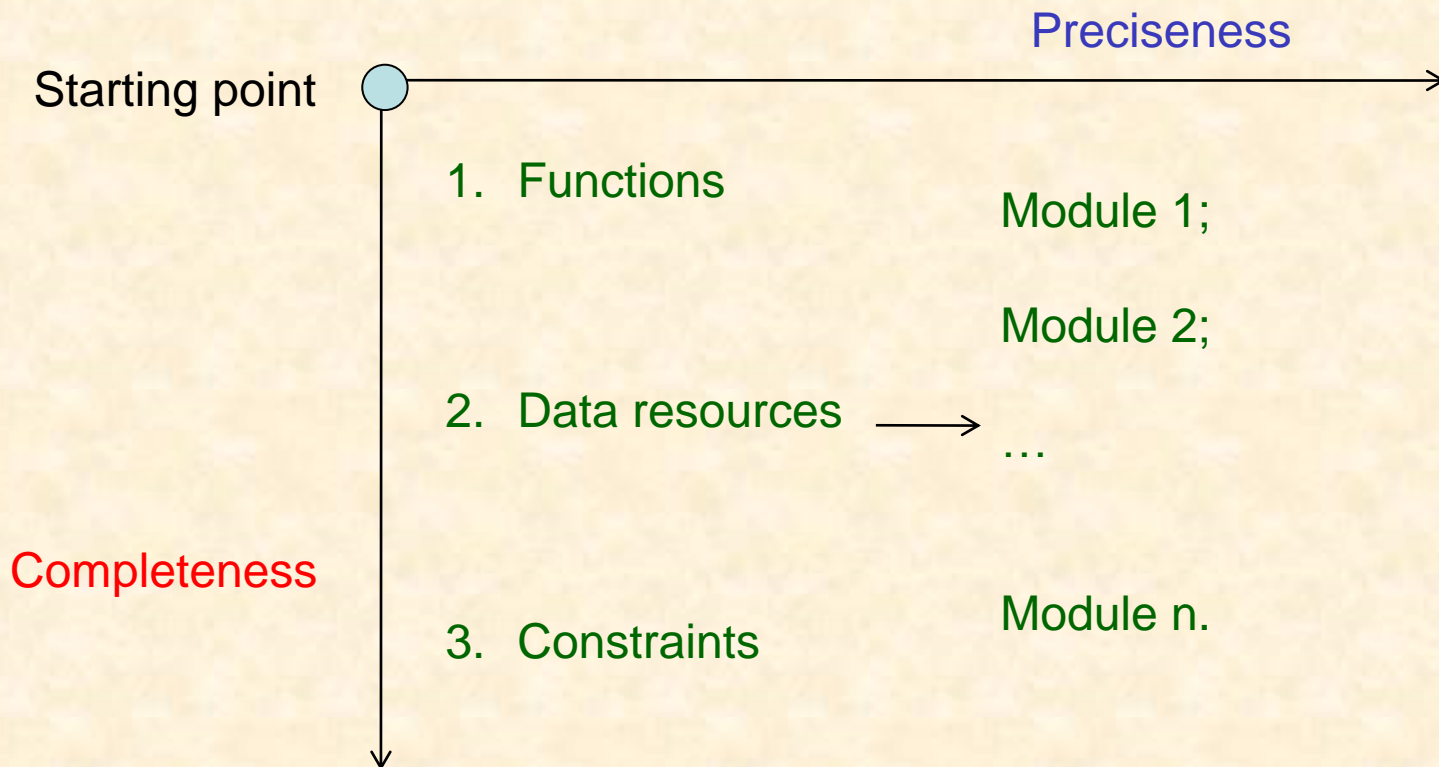 Preciseness
Starting point
1. Functions
Module 1;
Module 2;
2. Data resources
…
Completeness
Module n.
3. Constraints